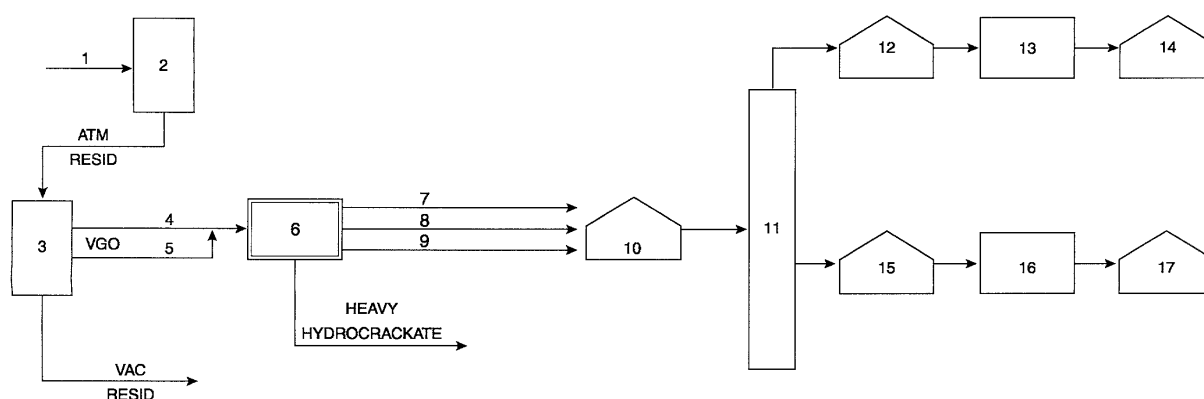 1
2
ATM
RESID
3
4
VGO
5
6
7
8
9
HEAVY
HYDROCRACKATE
VAC
RESID
10
11
12
13
14
15
16
17